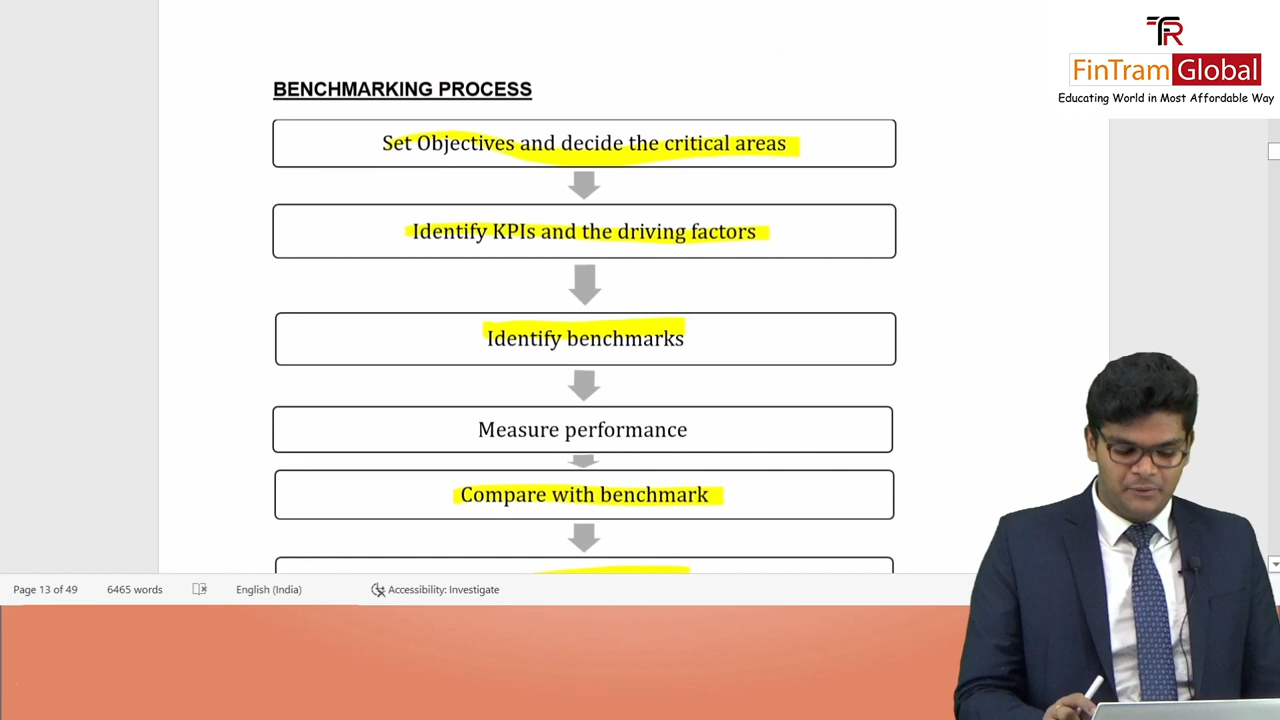 TR
FinTram Global
Educating World in Most Affordable Way
BENCHMARKING PROCESS
Set Objectives and decide the critical areas
Identify KPIs and the driving factors
Identify benchmarks
Measure performance
Compare with benchmark
Page 13 of 49 6465 words English (India) Accessibility: Investigate